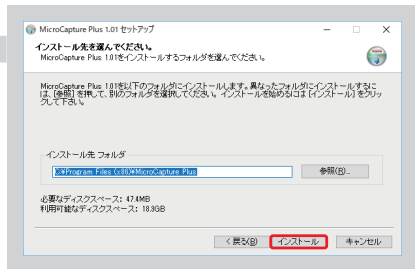 MicroCapture Plus 1.01 セットアップ
インストール先を選んでください。
MicroCapture Plus 1.01をインストールするフォルダを選んでください。
MicroCapture Plus 1.01を以下のフォルダにインストールします。異なったフォルダにインストールするに
は、[参照] を押して、別のフォルダを選択してください。インストールを始めるには [インストール] をクリッ
クして下さい。
インストール先 フォルダ
C:¥Program Files (x86)¥MicroCapture Plus
参照(R)...
必要なディスクスペース: 47.4MB
利用可能なディスクスペース: 18.3GB
< 戻る(B)
インストール
キャンセル